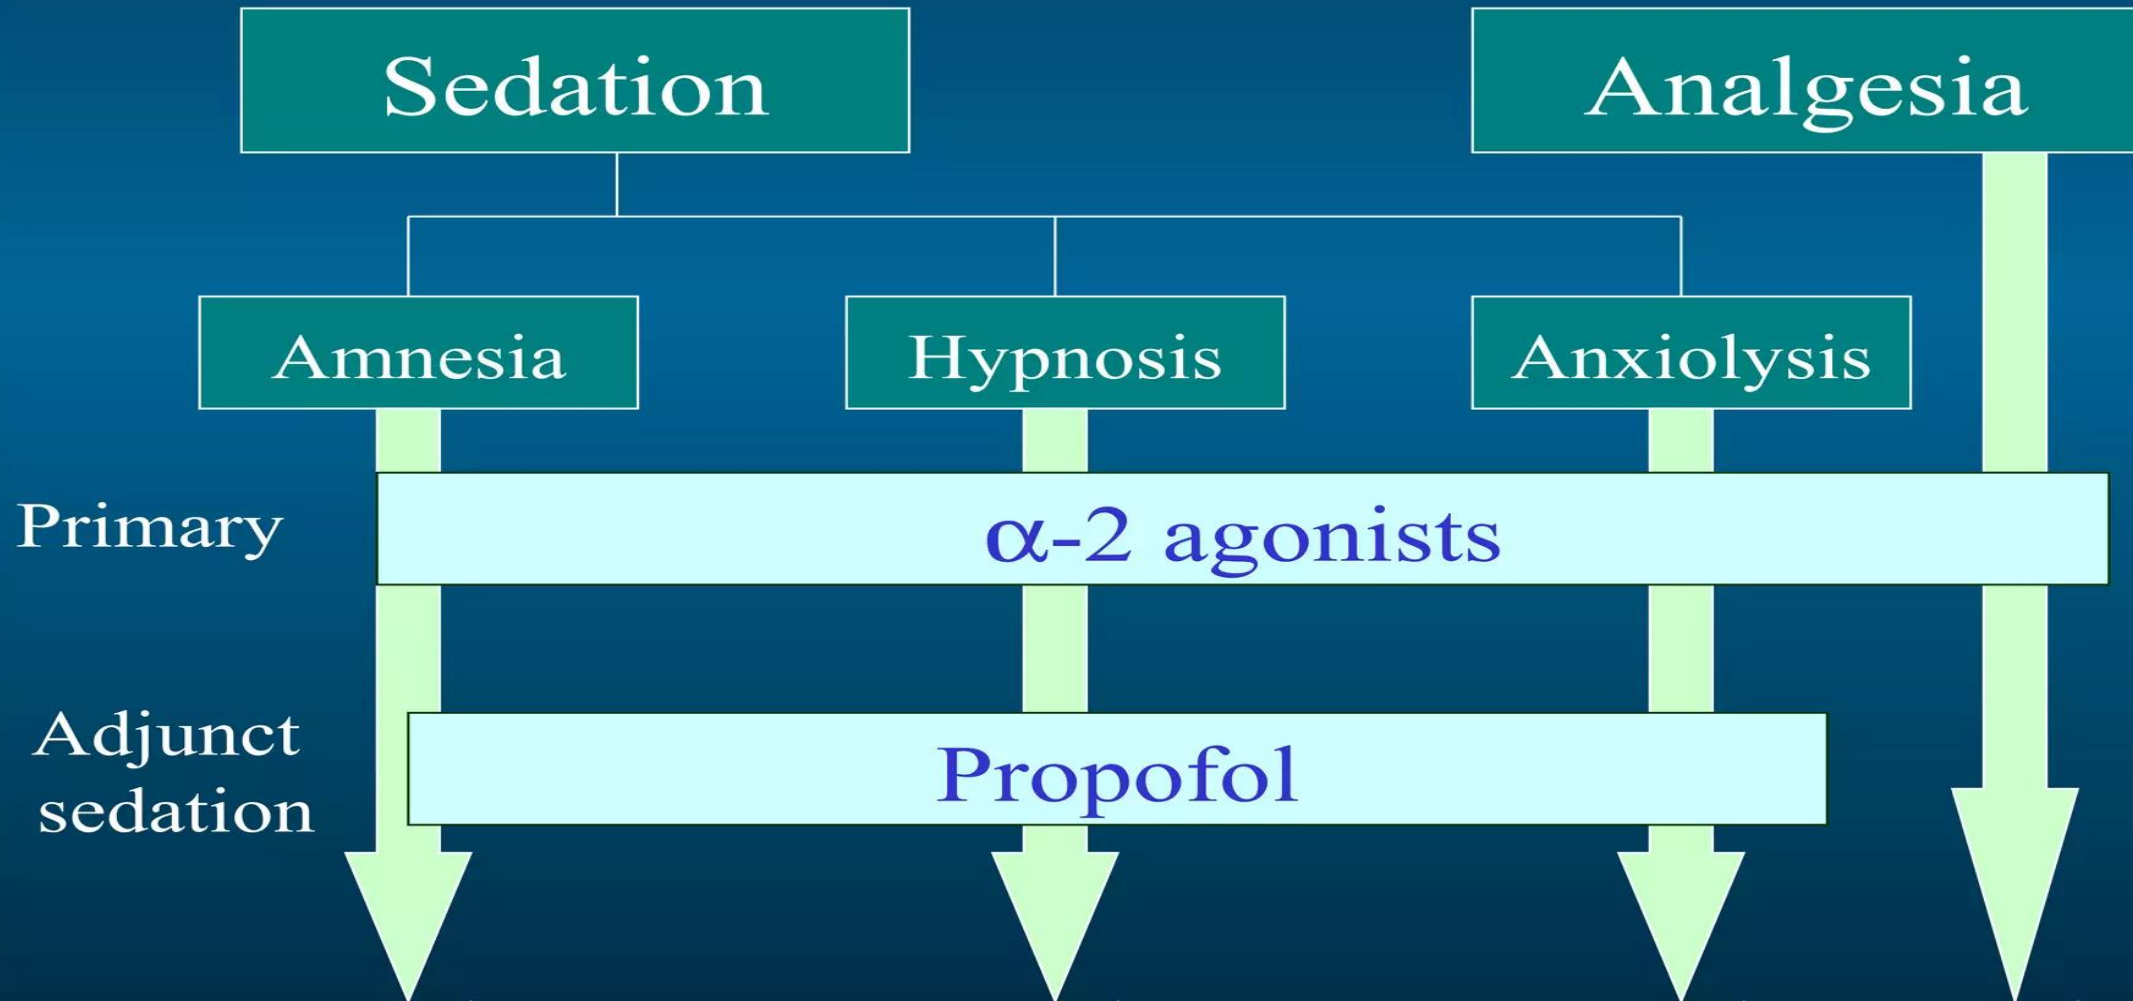 Sedation
Analgesia
Amnesia
Hypnosis
Anxiolysis
Primary
α-2 agonists
Adjunct
sedation
Propofol